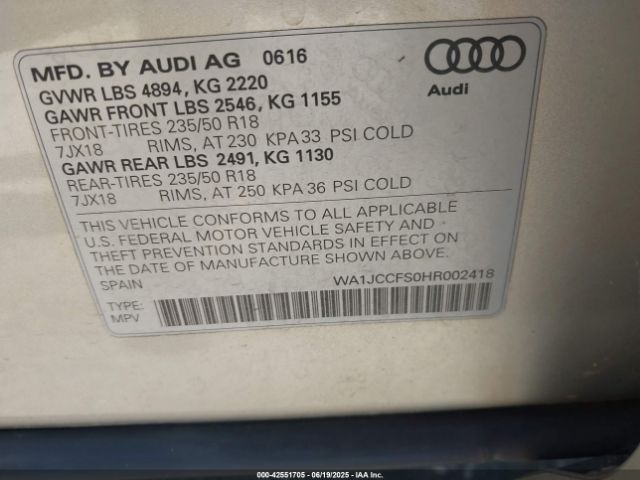 MFD. BY AUDI AG 0616
GVWR LBS 4894, KG 2220
GAWR FRONT LBS 2546, KG 1155
FRONT-TIRES 235/50 R18
7JX18 RIMS, AT 230 KPA 33 PSI COLD
GAWR REAR LBS 2491, KG 1130
REAR-TIRES 235/50 R18
7JX18 RIMS, AT 250 KPA 36 PSI COLD
Audi
THIS VEHICLE CONFORMS TO ALL APPLICABLE
U.S. FEDERAL MOTOR VEHICLE SAFETY AND
THEFT PREVENTION STANDARDS IN EFFECT ON
THE DATE OF MANUFACTURE SHOWN ABOVE.
SPAIN WA1JCCFS0HR002418
TYPE:
MPV
000-42551705 - 06/19/2025 - IAA, Inc.